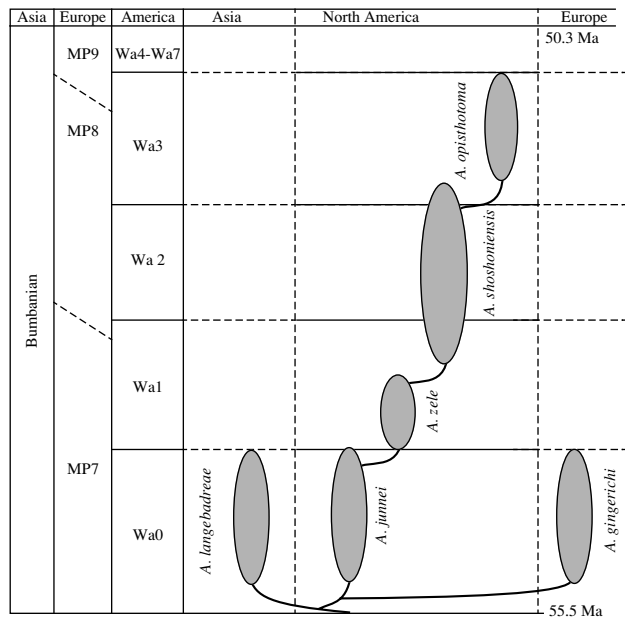 Asia Europe America Asia North America Europe
50.3 Ma
MP9 Wa4-Wa7
MP8
Wa3
A. opisthotoma
Wa 2
A. shoshoniensis
Bumbanian
Wa1
A. zele
MP7
Wa0
A. langebadreae
A. junnei
A. gingerichi
55.5 Ma